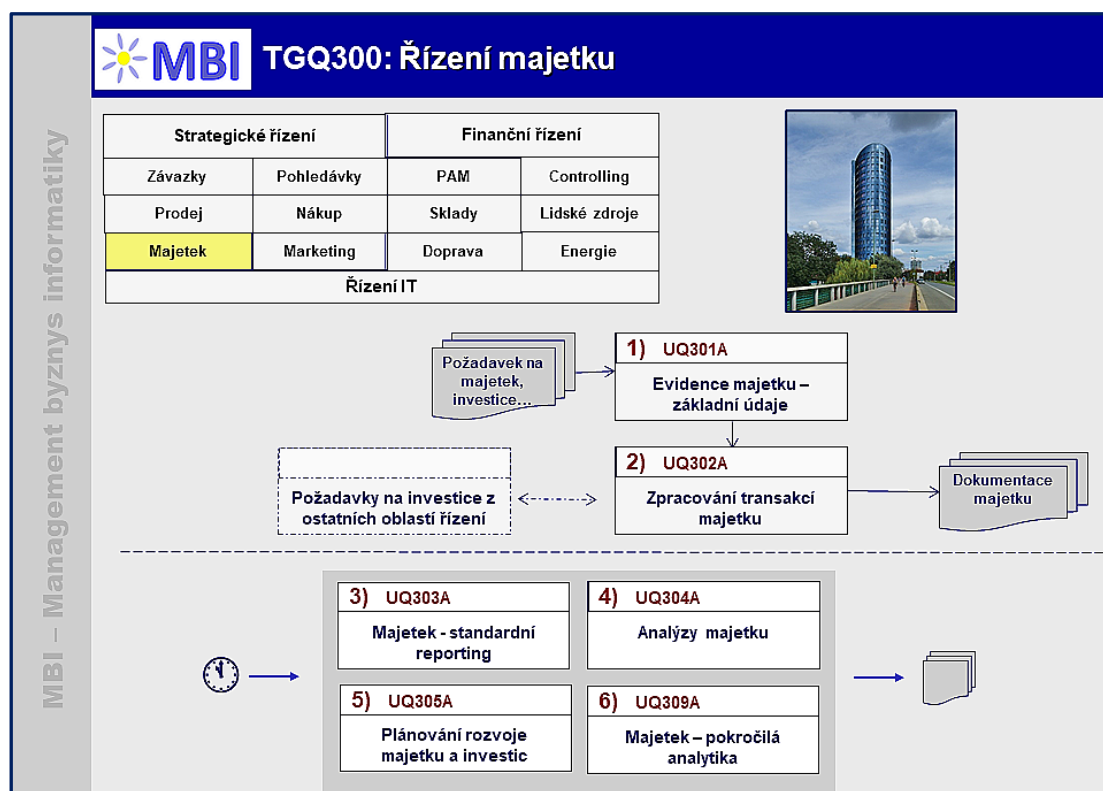 MBI – Management byznys informatiky
MBI
TGQ300: Řízení majetku
Strategické řízení
Finanční řízení
Závazky
Pohledávky
PAM
Controlling
Prodej
Nákup
Sklady
Lidské zdroje
Majetek
Marketing
Doprava
Energie
Řízení IT
Požadavek na
majetek,
investice...
1) UQ301A
Evidence majetku –
základní údaje
2) UQ302A
Zpracování transakcí
majetku
Požadavky na investice z
ostatních oblastí řízení
Dokumentace
majetku
3) UQ303A
Majetek - standardní
reporting
4) UQ304A
Analýzy majetku
5) UQ305A
Plánování rozvoje
majetku a investic
6) UQ309A
Majetek – pokročilá
analytika